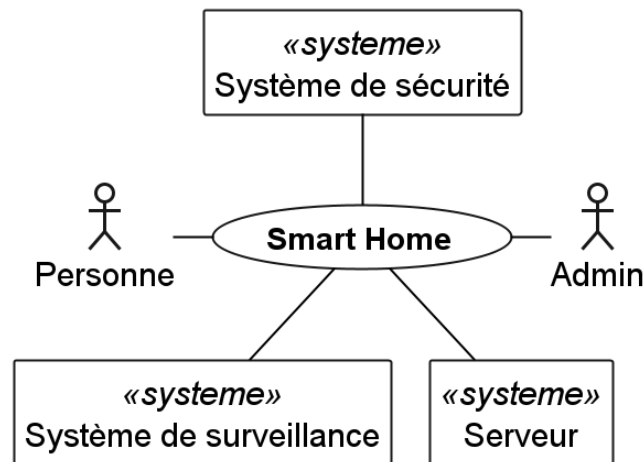 «systeme»
Système de sécurité
Smart Home
Personne
Admin
«systeme»
Système de surveillance
«systeme»
Serveur